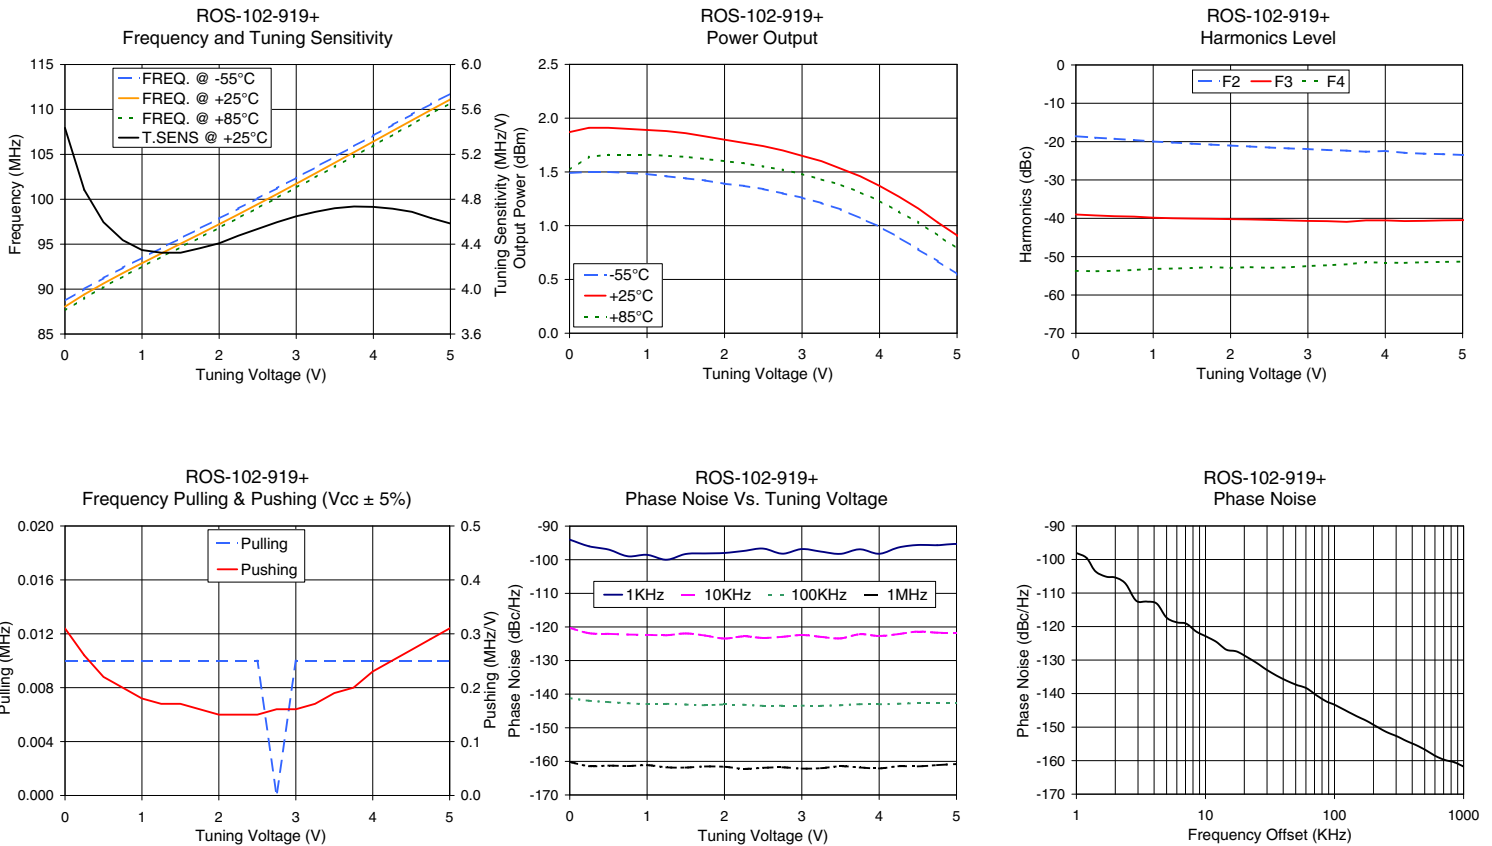 ROS-102-919+
Frequency and Tuning Sensitivity
115
110
105
100
95
90
85
6.0
5.6
5.2
4.8
4.4
4.0
3.6
0 1 2 3 4 5
Frequency (MHz)
Tuning Sensitivity (MHz/V)
Tuning Voltage (V)
FREQ. @ -55°C
FREQ. @ +25°C
FREQ. @ +85°C
T.SENS @ +25°C
ROS-102-919+
Power Output
2.5
2.0
1.5
1.0
0.5
0.0
0 1 2 3 4 5
Output Power (dBm)
Tuning Voltage (V)
-55°C
+25°C
+85°C
ROS-102-919+
Harmonics Level
0
-10
-20
-30
-40
-50
-60
-70
0 1 2 3 4 5
Harmonics (dBc)
Tuning Voltage (V)
F2 F3 F4
ROS-102-919+
Frequency Pulling & Pushing (Vcc ± 5%)
0.020
0.016
0.012
0.008
0.004
0.000
0.5
0.4
0.3
0.2
0.1
0.0
0 1 2 3 4 5
Pulling (MHz)
Pushing (MHz/V)
Tuning Voltage (V)
Pulling
Pushing
ROS-102-919+
Phase Noise Vs. Tuning Voltage
-90
-100
-110
-120
-130
-140
-150
-160
-170
0 1 2 3 4 5
Phase Noise (dBc/Hz)
Tuning Voltage (V)
1KHz 10KHz 100KHz 1MHz
ROS-102-919+
Phase Noise
-90
-100
-110
-120
-130
-140
-150
-160
-170
1 10 100 1000
Phase Noise (dBc/Hz)
Frequency Offset (KHz)